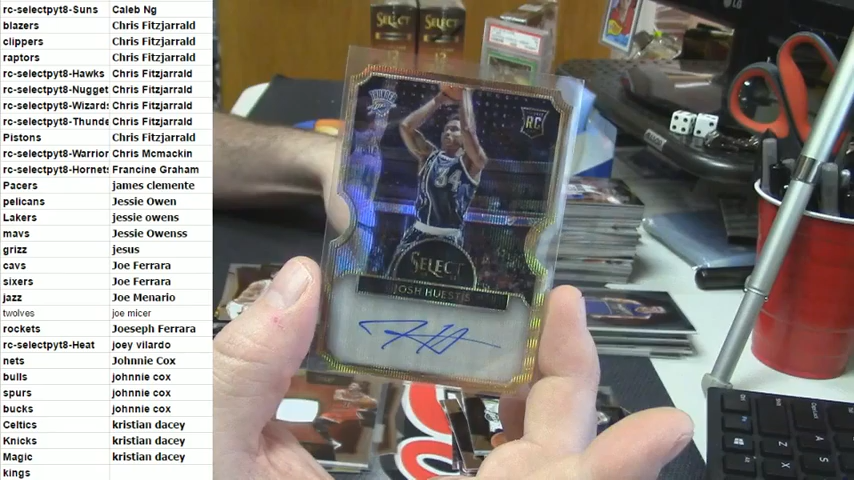 rc-selectpyt8-Suns Caleb Ng
blazers Chris Fitzjarrald
clippers Chris Fitzjarrald
raptors Chris Fitzjarrald
rc-selectpyt8-Hawks Chris Fitzjarrald
rc-selectpyt8-Nugget Chris Fitzjarrald
rc-selectpyt8-Wizards Chris Fitzjarrald
rc-selectpyt8-Thunde Chris Fitzjarrald
Pistons Chris Fitzjarrald
rc-selectpyt8-Warrior Chris Mcmackin
rc-selectpyt8-Hornets Francine Graham
Pacers james clemente
pelicans Jessie Owen
Lakers jessie owens
mavs Jessie Owenss
grizz jesus
cavs Joe Ferrara
sixers Joe Ferrara
jazz Joe Menario
twolves joe micer
rockets Joeseph Ferrara
rc-selectpyt8-Heat joey vilardo
nets Johnnie Cox
bulls johnnie cox
spurs johnnie cox
bucks johnnie cox
Celtics kristian dacey
Knicks kristian dacey
Magic kristian dacey
kings
SELECT
SELECT
RC
34
SELECT
JOSH HUESTIS